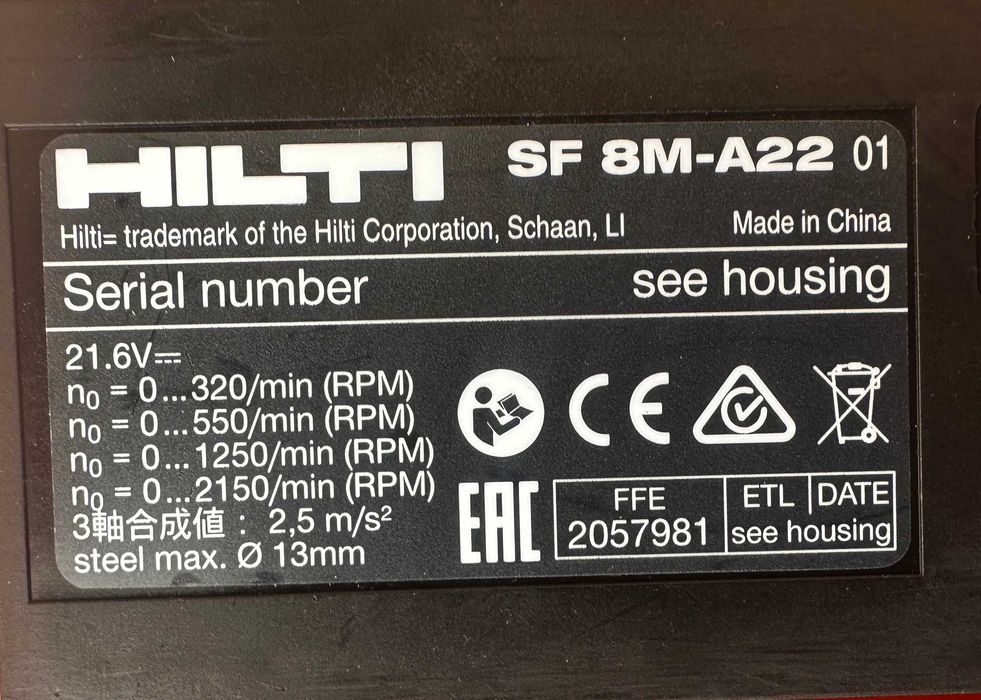 HILTI
SF 8M-A22 01
Hilti= trademark of the Hilti Corporation, Schaan, LI
Made in China
Serial number
see housing
21.6V⎓
n₀ = 0...320/min (RPM)
n₀ = 0...550/min (RPM)
n₀ = 0...1250/min (RPM)
n₀ = 0...2150/min (RPM)
3軸合成値： 2,5 m/s²
steel max. Ø 13mm
CE
EAC
FFE
2057981
ETL | DATE
see housing